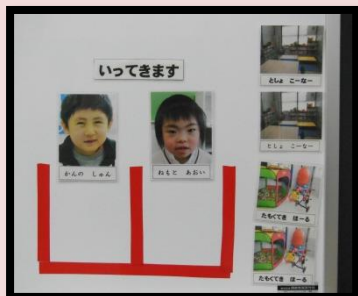 いってきます
かんの しゅん
ねもと あおい
としょ こーなー
としょ こーなー
たもくてき ほーる
たもくてき ほーる